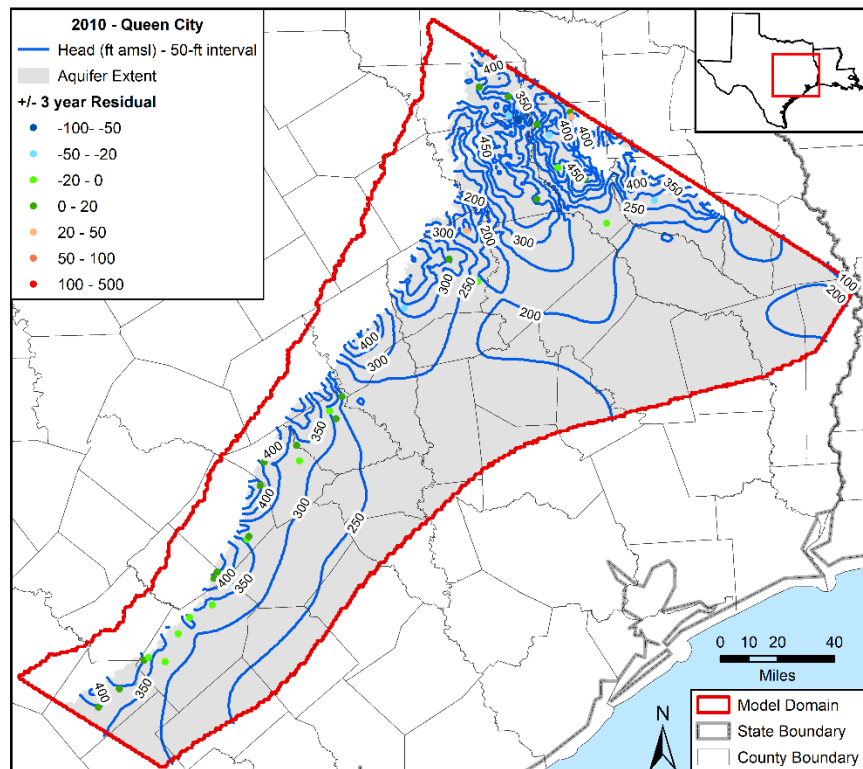 2010 - Queen City
Head (ft amsl) - 50-ft interval
Aquifer Extent
+/- 3 year Residual
-100- -50
-50 - -20
-20 - 0
0 - 20
20 - 50
50 - 100
100 - 500
400
350
400
400
450
450
400
350
200
250
300
200
300
300
250
100
200
200
400
300
350
400
300
400
250
400
350
400
350
0 10 20 40
Miles
N
Model Domain
State Boundary
County Boundary